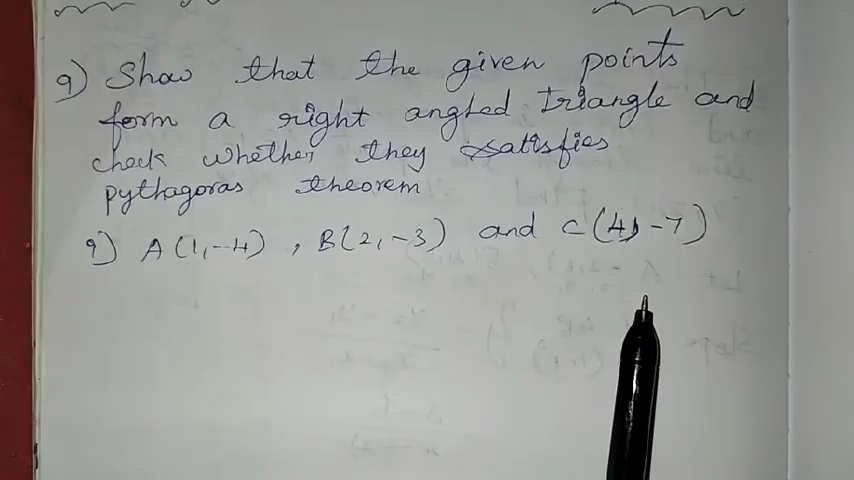 9) Show that the given points
form a right angled triangle and
check whether they satisfies
pythagoras theorem
9) A(1,-4), B(2,-3) and C(4,-7)